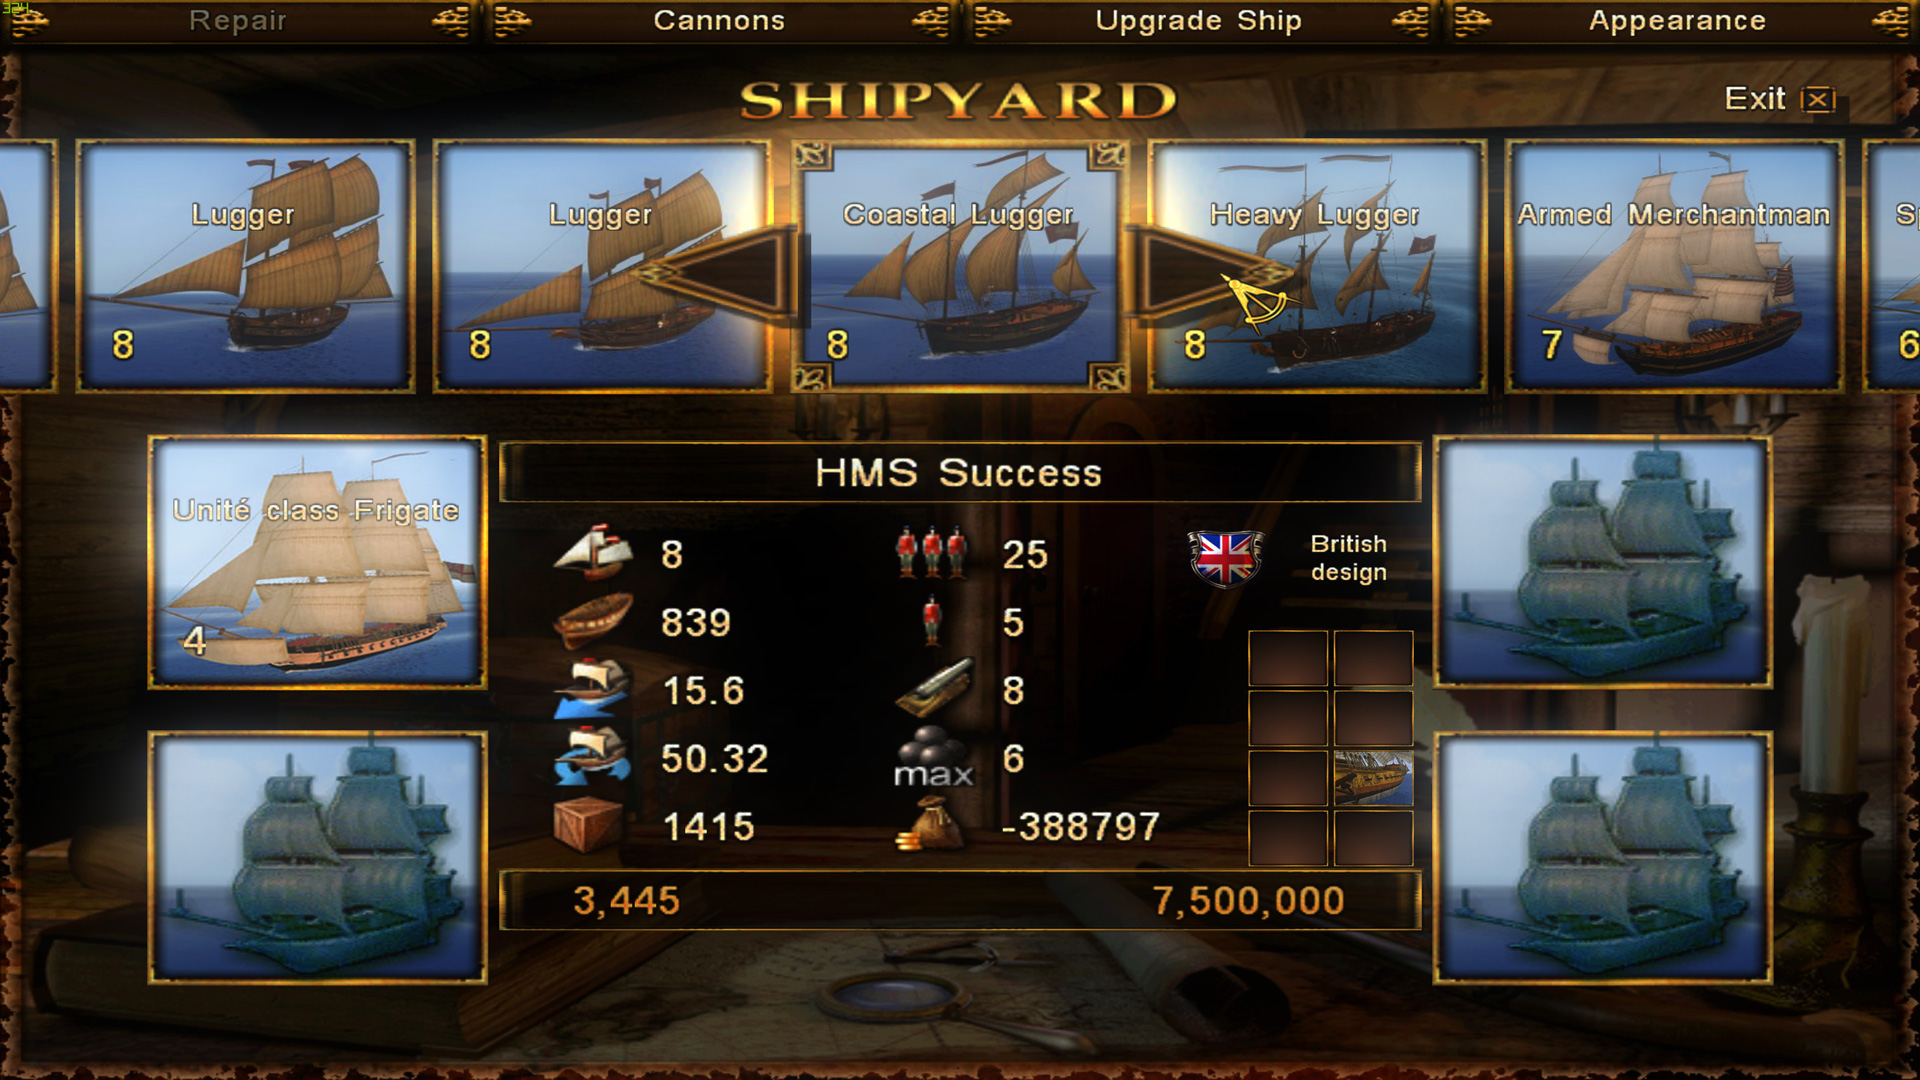 324
Repair
Cannons
Upgrade Ship
Appearance
SHIPYARD
Exit
Lugger
8
Lugger
8
Coastal Lugger
8
Heavy Lugger
8
Armed Merchantman
7
6
Unité class Frigate
4
HMS Success
8
25
British
design
839
5
15.6
8
50.32
max
6
1415
-388797
3,445
7,500,000